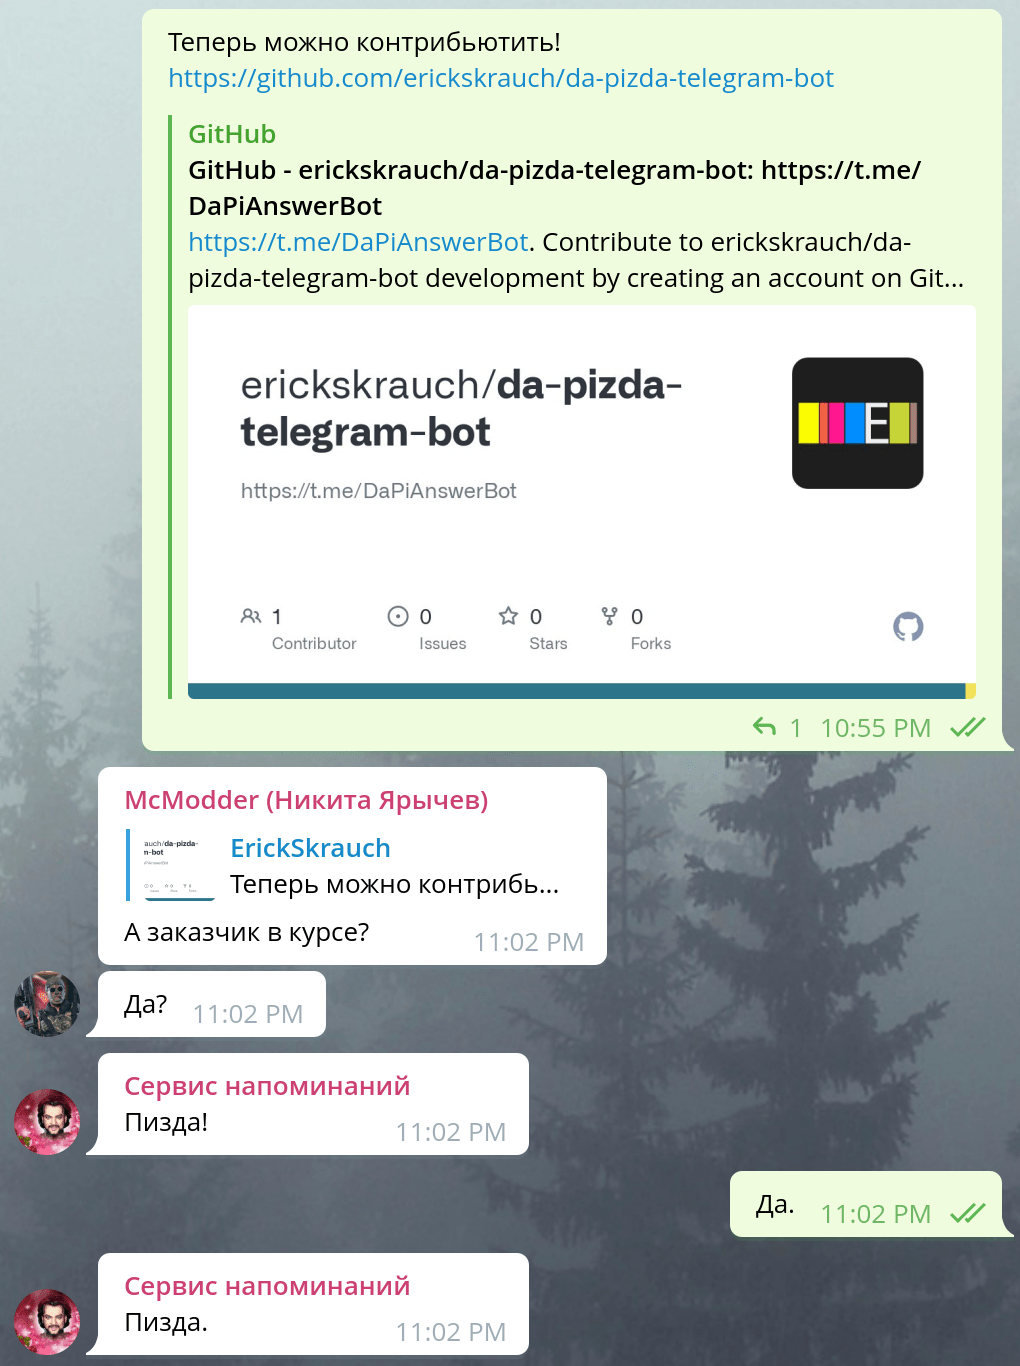 Теперь можно контрибьютить!
https://github.com/erickskrauch/da-pizda-telegram-bot
GitHub
GitHub - erickskrauch/da-pizda-telegram-bot: https://t.me/
DaPiAnswerBot
https://t.me/DaPiAnswerBot. Contribute to erickskrauch/da-
pizda-telegram-bot development by creating an account on Git...
erickskrauch/da-pizda-
telegram-bot
https://t.me/DaPiAnswerBot
1 0 0 0
Contributor Issues Stars Forks
1 10:55 PM
McModder (Никита Ярычев)
auch/da-pizda-
m-bot
ErickSkrauch
Теперь можно контрибь...
А заказчик в курсе? 11:02 PM
Да? 11:02 PM
Сервис напоминаний
Пизда! 11:02 PM
Да. 11:02 PM
Сервис напоминаний
Пизда. 11:02 PM